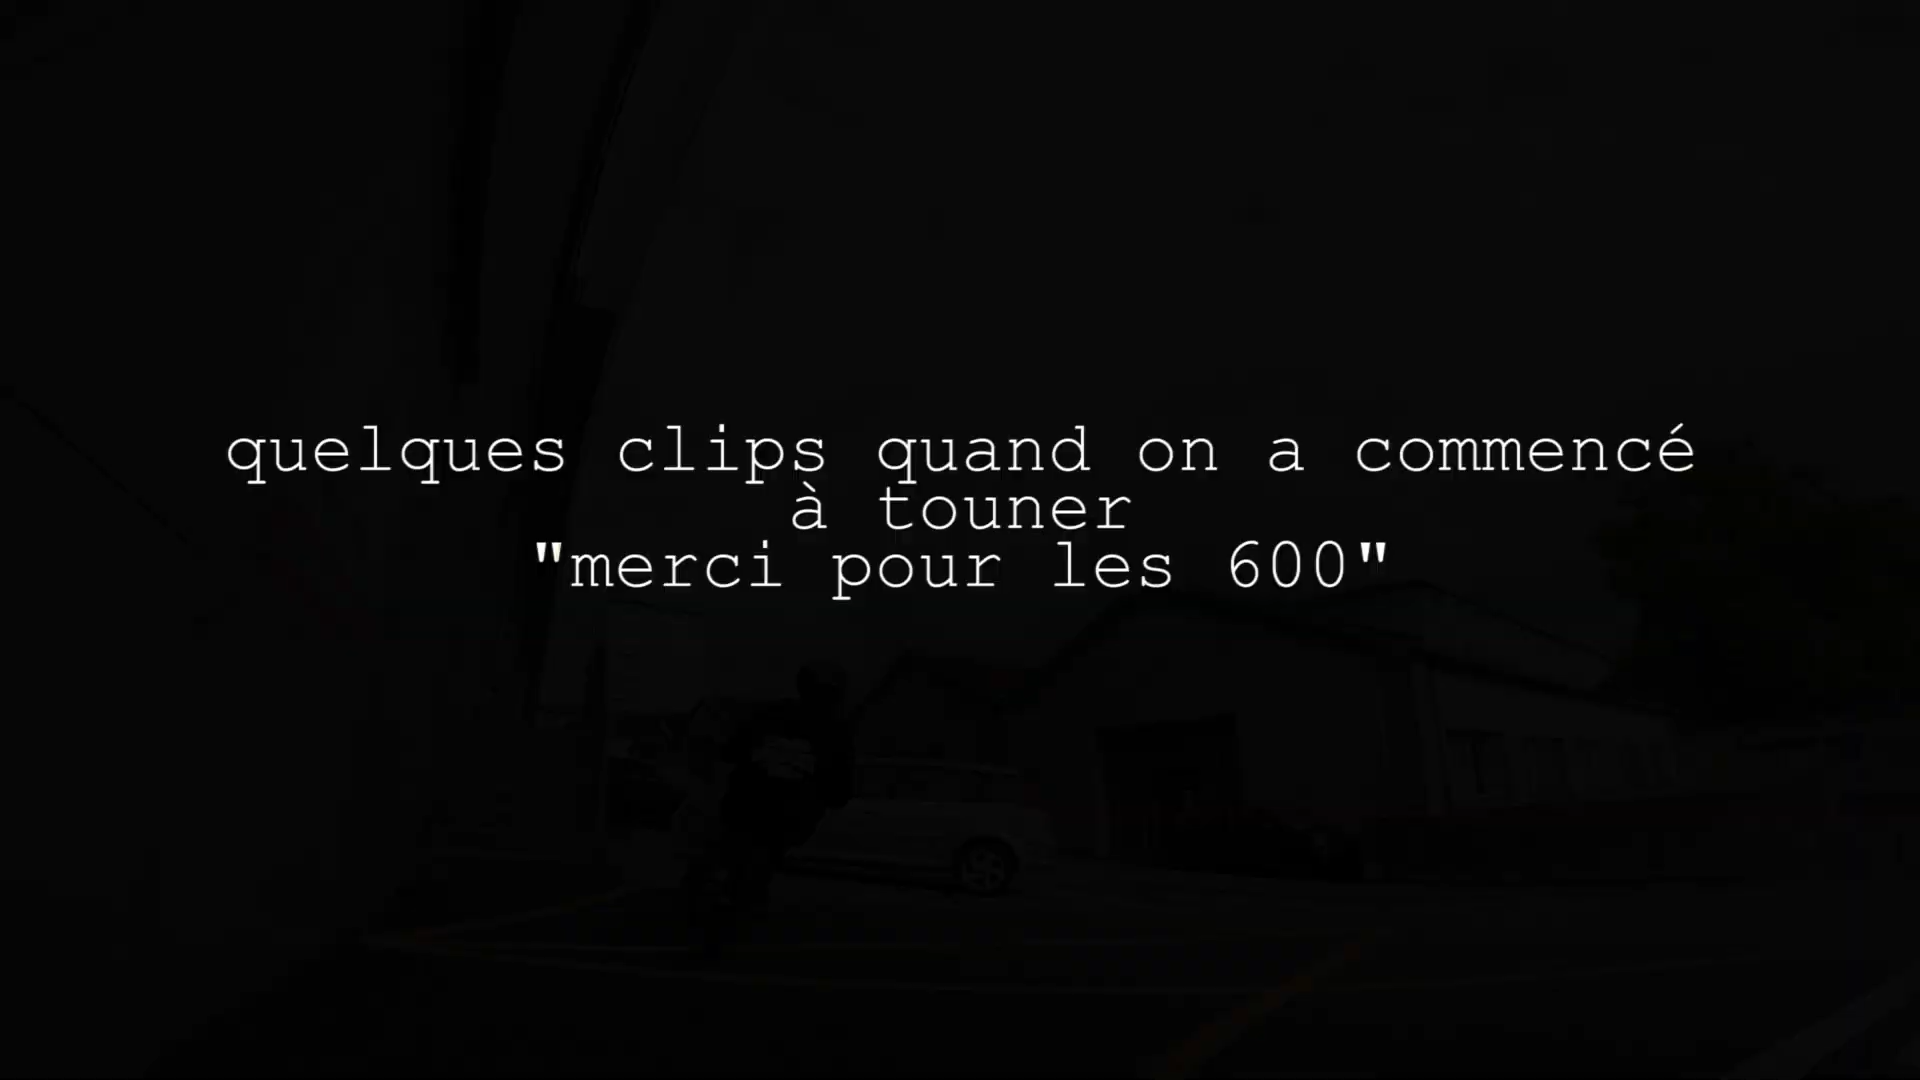 quelques clips quand on a commencé
à touner
"merci pour les 600"